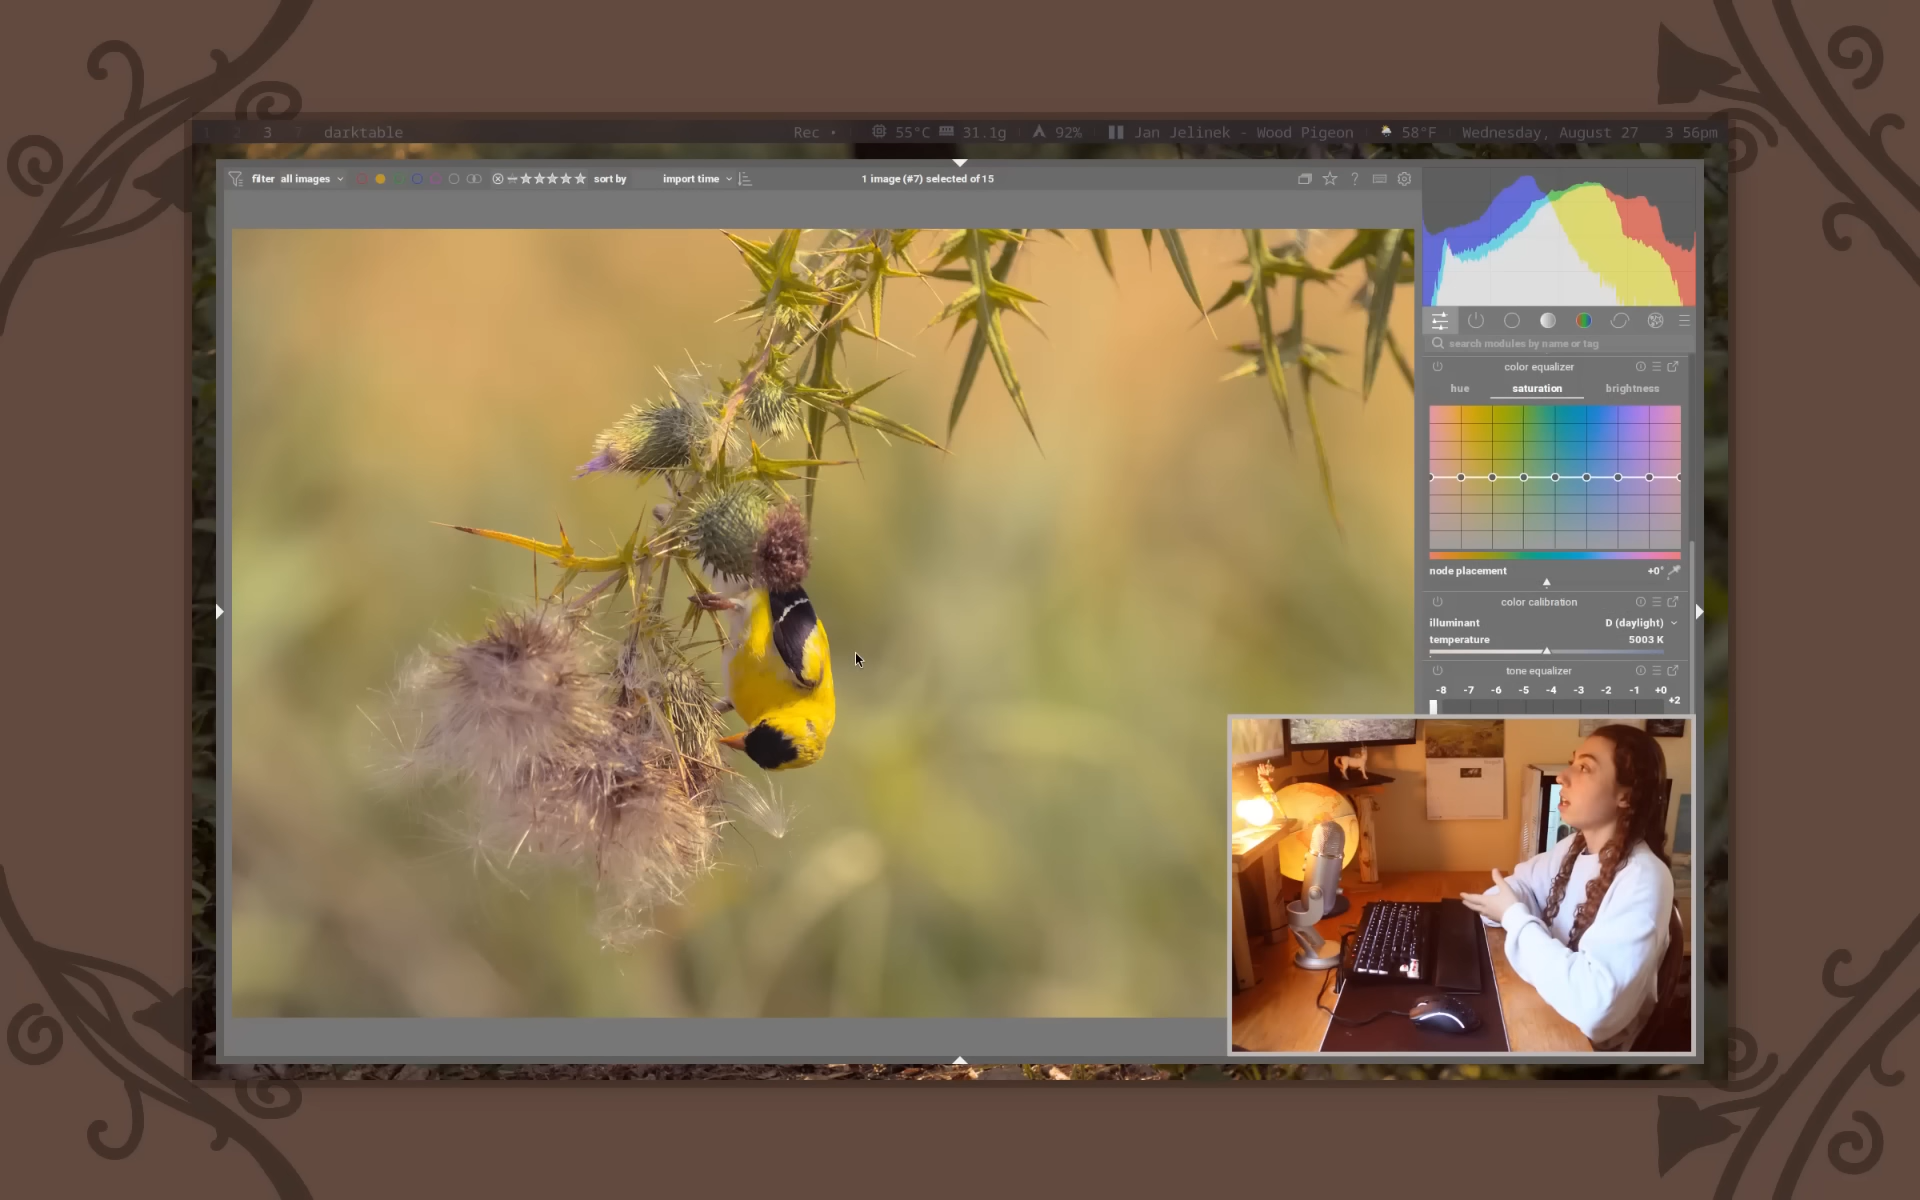 1 2 3 7 darktable Rec • 55°C 31.1g 92% Jan Jelinek - Wood Pigeon 58°F Wednesday, August 27 3 56pm
filter all images sort by import time 1 image (#7) selected of 15 ?
search modules by name or tag
color equalizer
hue saturation brightness
node placement +0°
color calibration
illuminant D (daylight)
temperature 5003 K
tone equalizer
-8 -7 -6 -5 -4 -3 -2 -1 +0
+2